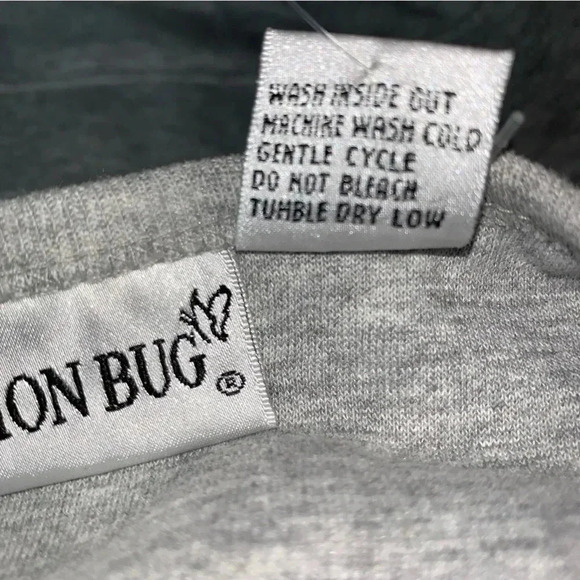 WASH INSIDE OUT
MACHINE WASH COLD
GENTLE CYCLE
DO NOT BLEACH
TUMBLE DRY LOW
ION BUG®